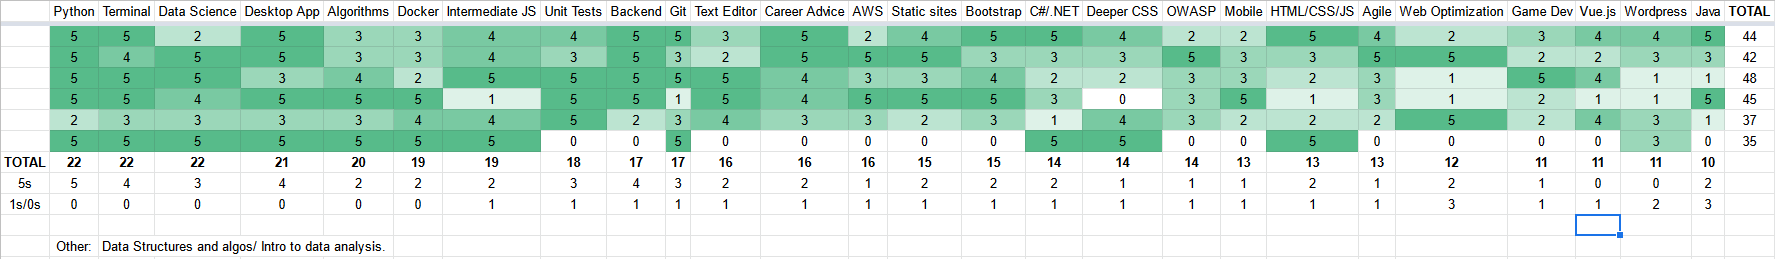 Python Terminal Data Science Desktop App Algorithms Docker Intermediate JS Unit Tests Backend Git Text Editor Career Advice AWS Static sites Bootstrap C#/.NET Deeper CSS OWASP Mobile HTML/CSS/JS Agile Web Optimization Game Dev Vue.js Wordpress Java TOTAL
5 5 2 5 3 3 4 4 5 5 3 5 2 4 5 5 4 2 2 5 4 2 3 4 4 5 44
5 4 5 5 3 3 4 3 5 3 2 5 5 5 3 3 3 5 3 3 5 5 2 2 3 3 42
5 5 5 3 4 2 5 5 5 5 5 4 3 3 4 2 2 3 3 2 3 1 5 4 1 1 48
5 5 4 5 5 5 1 5 5 1 5 4 5 5 5 3 0 3 5 1 3 1 2 1 1 5 45
2 3 3 3 3 4 4 5 2 3 4 3 3 2 3 1 4 3 2 2 2 5 2 4 3 1 37
5 5 5 5 5 5 5 0 0 5 0 0 0 0 0 5 5 0 0 5 0 0 0 0 3 0 35
TOTAL 22 22 22 21 20 19 19 18 17 17 16 16 16 15 15 14 14 14 13 13 13 12 11 11 11 10
5s 5 4 3 4 2 2 2 3 4 3 2 2 1 2 2 2 1 1 1 2 1 2 1 0 0 2
1s/0s 0 0 0 0 0 0 1 1 1 1 1 1 1 1 1 1 1 1 1 1 1 3 1 1 2 3
Other: Data Structures and algos/ Intro to data analysis.